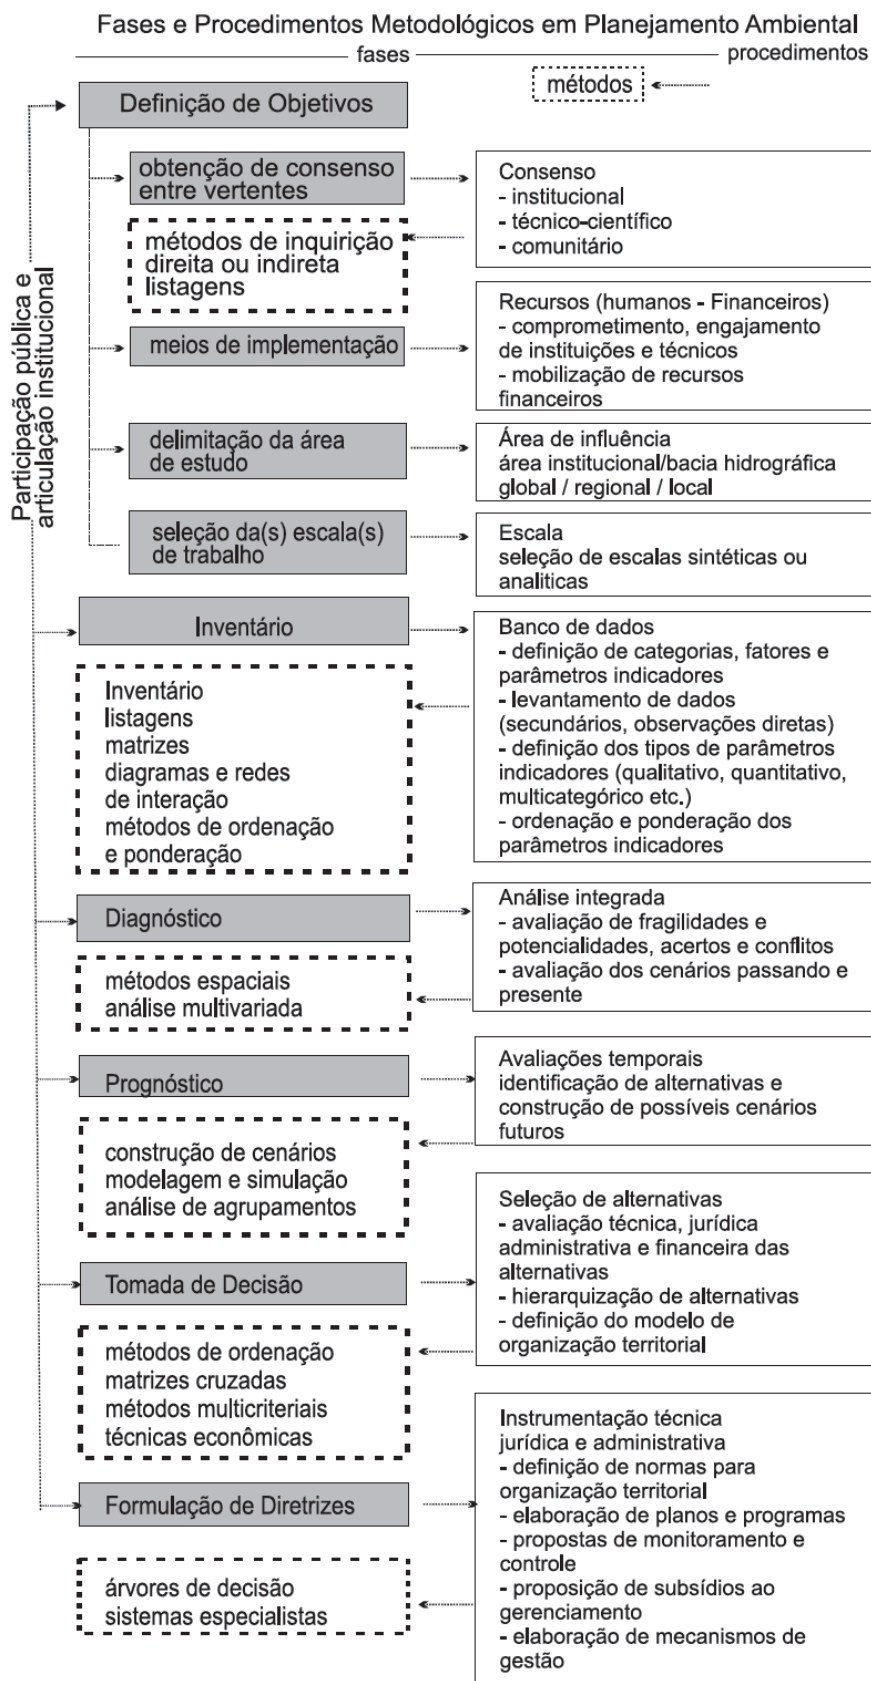 Fases e Procedimentos Metodológicos em Planejamento Ambiental
fases
procedimentos
métodos
Participação pública e
articulação institucional
Definição de Objetivos
obtenção de consenso
entre vertentes
Consenso
- institucional
- técnico-científico
- comunitário
métodos de inquirição
direita ou indireta
listagens
meios de implementação
Recursos (humanos - Financeiros)
- comprometimento, engajamento
de instituições e técnicos
- mobilização de recursos
financeiros
delimitação da área
de estudo
Área de influência
área institucional/bacia hidrográfica
global / regional / local
seleção da(s) escala(s)
de trabalho
Escala
seleção de escalas sintéticas ou
analiticas
Inventário
Banco de dados
- definição de categorias, fatores e
parâmetros indicadores
- levantamento de dados
(secundários, observações diretas)
- definição dos tipos de parâmetros
indicadores (qualitativo, quantitativo,
multicategórico etc.)
- ordenação e ponderação dos
parâmetros indicadores
Inventário
listagens
matrizes
diagramas e redes
de interação
métodos de ordenação
e ponderação
Diagnóstico
Análise integrada
- avaliação de fragilidades e
potencialidades, acertos e conflitos
- avaliação dos cenários passando e
presente
métodos espaciais
análise multivariada
Prognóstico
Avaliações temporais
identificação de alternativas e
construção de possíveis cenários
futuros
construção de cenários
modelagem e simulação
análise de agrupamentos
Tomada de Decisão
Seleção de alternativas
- avaliação técnica, jurídica
administrativa e financeira das
alternativas
- hierarquização de alternativas
- definição do modelo de
organização territorial
métodos de ordenação
matrizes cruzadas
métodos multicriteriais
técnicas econômicas
Formulação de Diretrizes
Instrumentação técnica
jurídica e administrativa
- definição de normas para
organização territorial
- elaboração de planos e programas
- propostas de monitoramento e
controle
- proposição de subsídios ao
gerenciamento
- elaboração de mecanismos de
gestão
árvores de decisão
sistemas especialistas